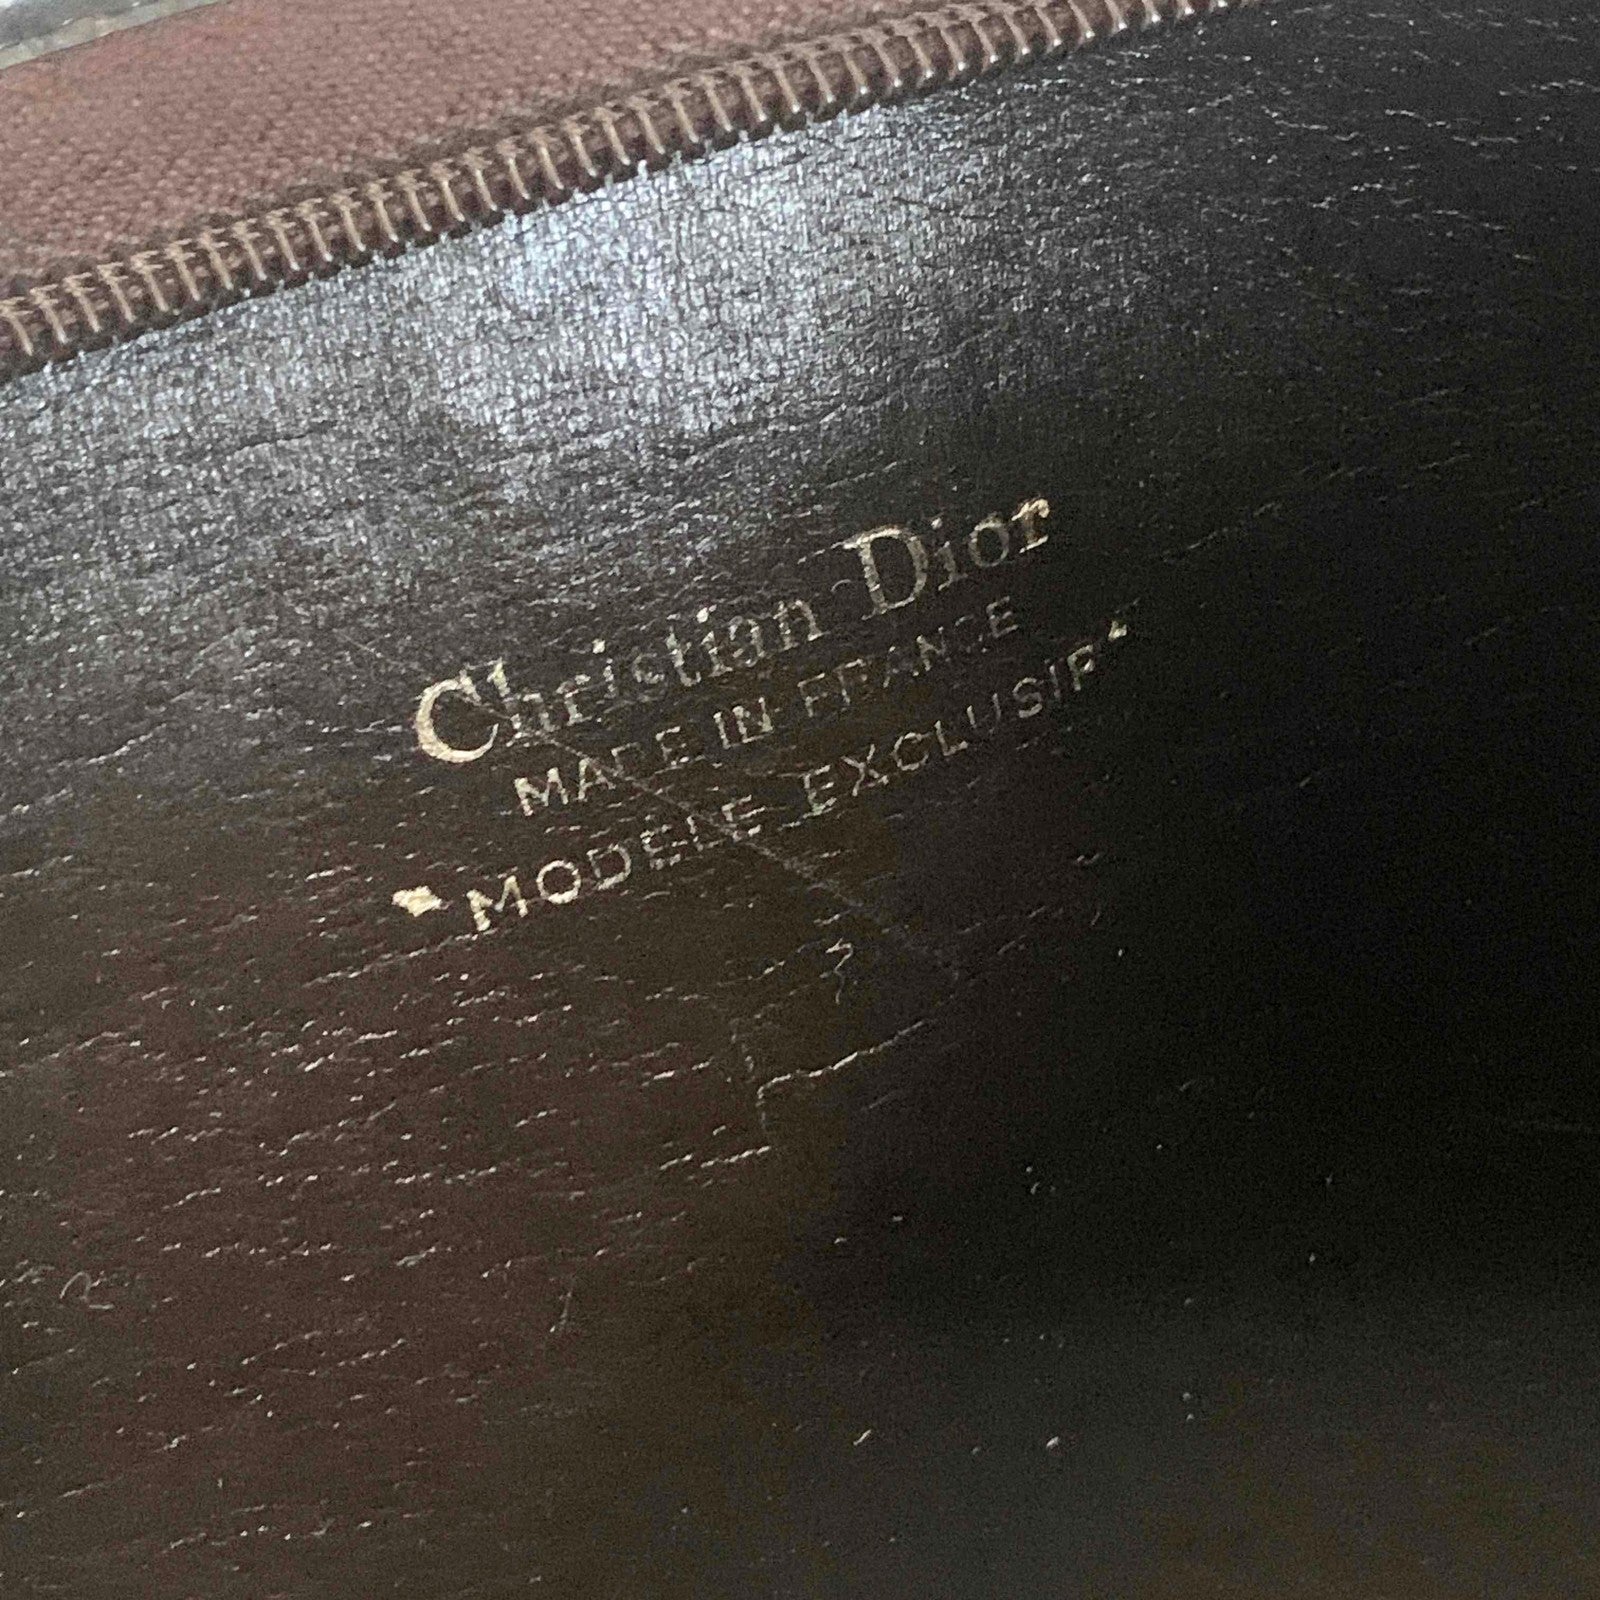 Christian Dior
MADE IN FRANCE
"MODELE EXCLUSIF"